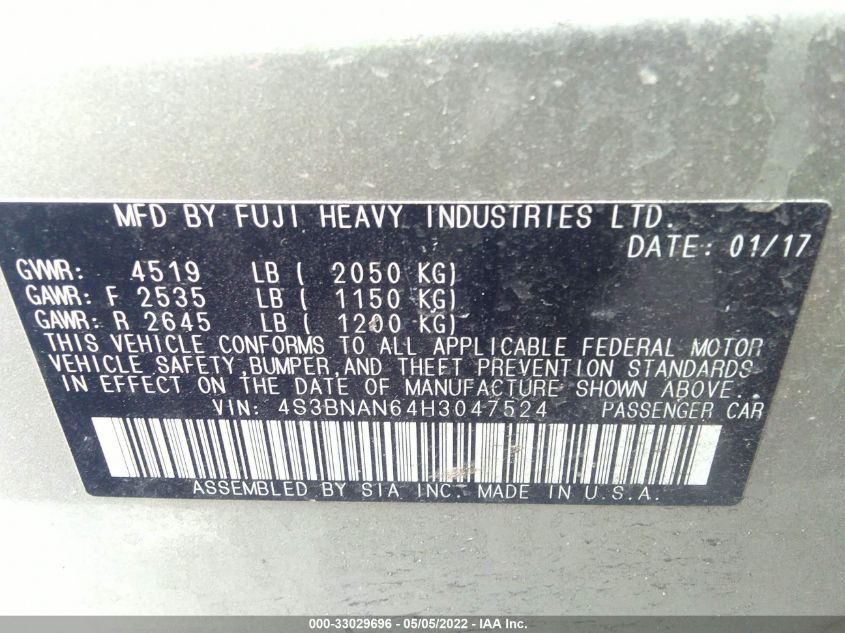 MFD BY FUJI HEAVY INDUSTRIES LTD.
DATE: 01/17
GVWR: 4519 LB ( 2050 KG)
GAWR: F 2535 LB ( 1150 KG)
GAWR: R 2645 LB ( 1200 KG)
THIS VEHICLE CONFORMS TO ALL APPLICABLE FEDERAL MOTOR
VEHICLE SAFETY,BUMPER,AND THEFT PREVENTION STANDARDS
IN EFFECT ON THE DATE OF MANUFACTURE SHOWN ABOVE..
VIN: 4S3BNAN64H3047524 PASSENGER CAR
ASSEMBLED BY SIA INC. MADE IN U.S.A.
000-33029696 - 05/05/2022 - IAA Inc.